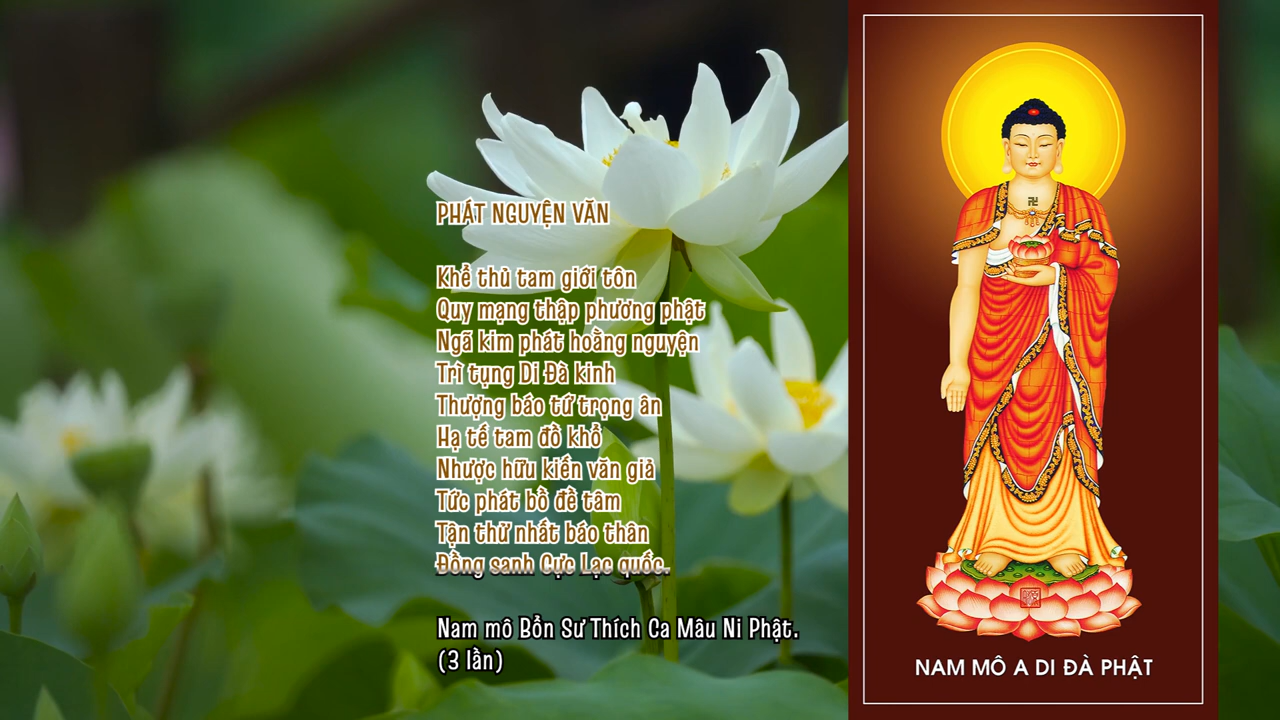 PHÁT NGUYỆN VĂN
Khể thủ tam giới tôn
Quy mạng thập phương phật
Ngã kim phát hoằng nguyện
Trì tụng Di Đà kinh
Thượng báo tứ trọng ân
Hạ tế tam đồ khổ
Nhược hữu kiến văn giả
Tức phát bồ đề tâm
Tận thử nhất báo thân
Đồng sanh Cực Lạc quốc.
Nam mô Bổn Sư Thích Ca Mâu Ni Phật.
(3 lần)
卍
NAM MÔ A DI ĐÀ PHẬT